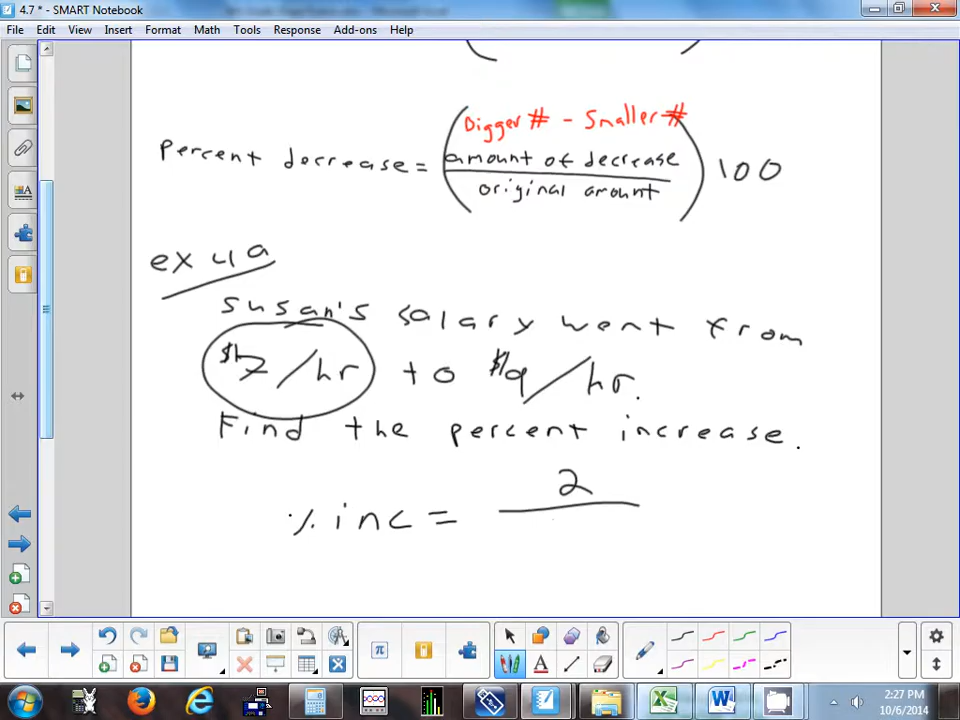 4.7 * - SMART Notebook
File Edit View Insert Format Math Tools Response Add-ons Help
Bigger # - Smaller #
Percent decrease = (amount of decrease / original amount) 100
ex 4a
Susan's salary went from
$7/hr to $9/hr.
Find the percent increase.
% inc = 2
2:27 PM
10/6/2014